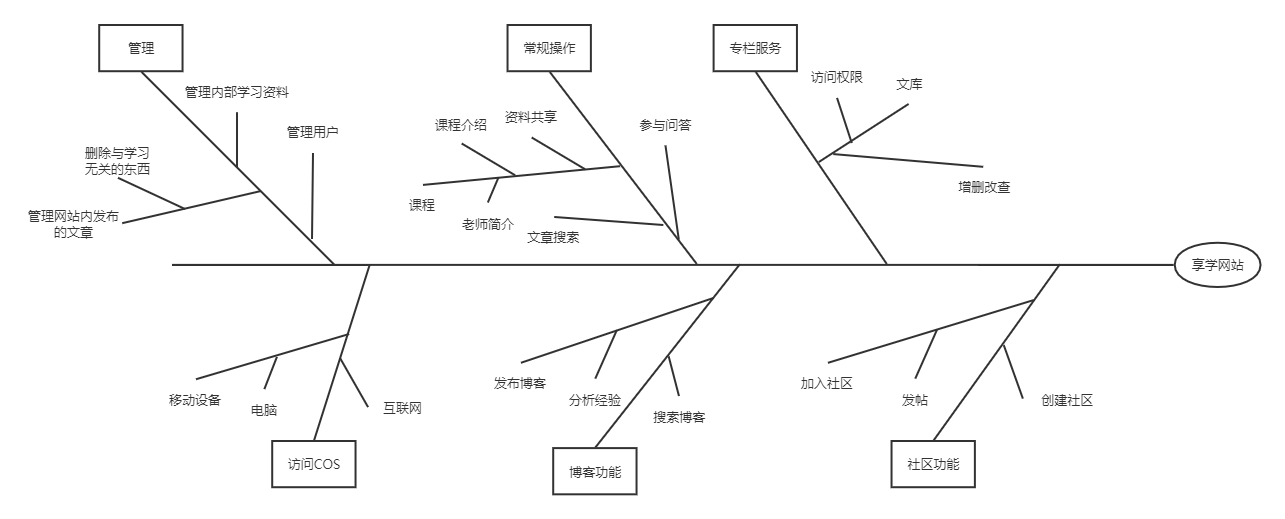 管理
常规操作
专栏服务
访问权限
文库
管理内部学习资料
资料共享
课程介绍
参与问答
管理用户
删除与学习
无关的东西
增删改查
课程
管理网站内发布
的文章
老师简介
文章搜索
享学网站
移动设备
电脑
互联网
发布博客
分析经验
搜索博客
加入社区
发帖
创建社区
访问COS
博客功能
社区功能